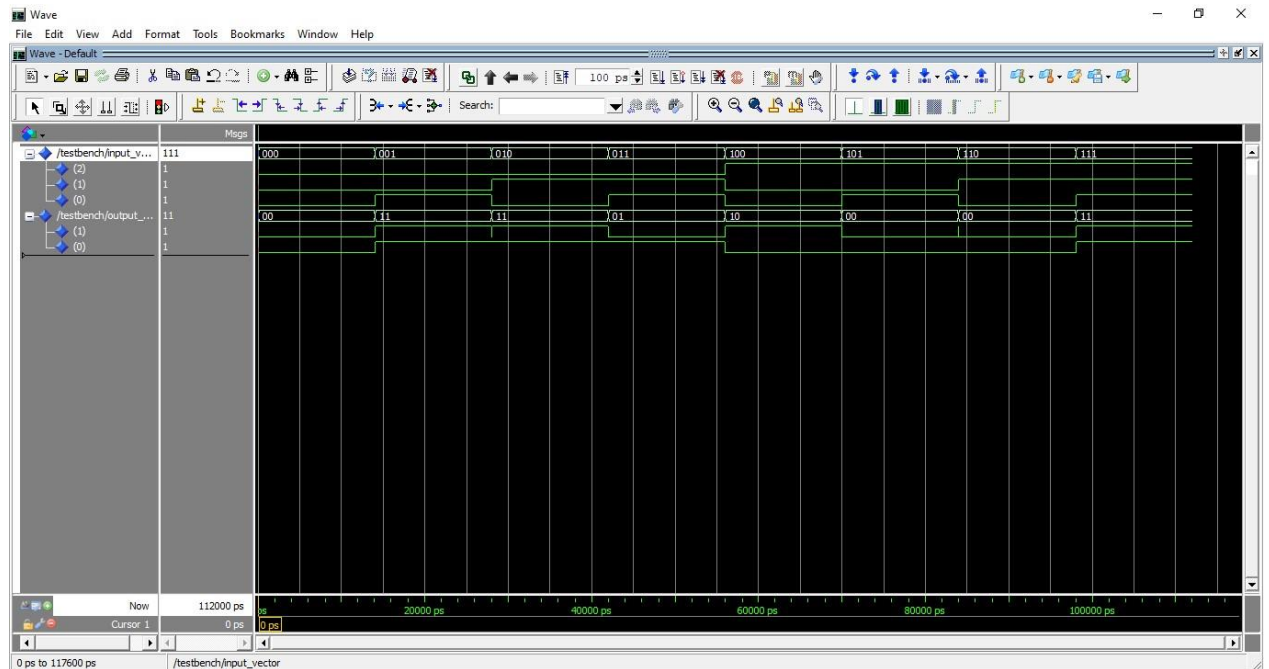 Wave
File Edit View Add Format Tools Bookmarks Window Help
Wave - Default
100 ps
Search:
Msgs
/testbench/input_v... 111 000 001 010 011 100 101 110 111
(2) 1
(1) 1
(0) 1
/testbench/output_... 11 00 11 11 01 10 00 00 11
(1) 1
(0) 1
Now 112000 ps ps 20000 ps 40000 ps 60000 ps 80000 ps 100000 ps
Cursor 1 0 ps 0 ps
0 ps to 117600 ps /testbench/input_vector